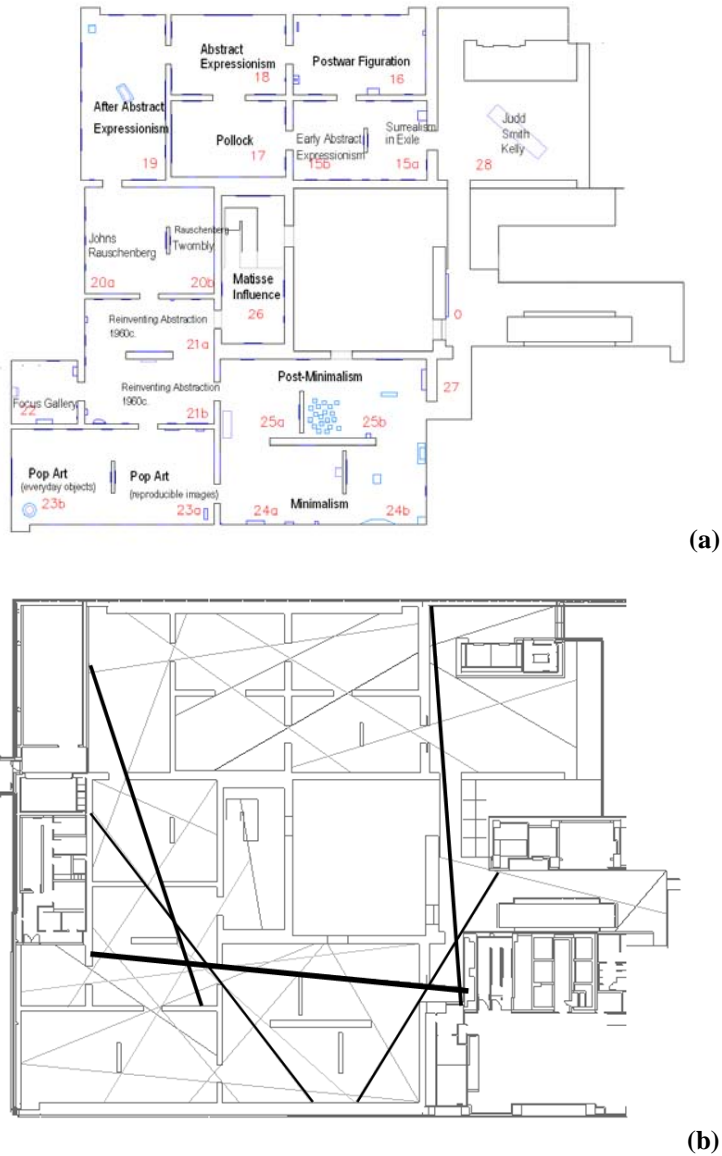 Abstract
Expressionism
18
Postwar Figuration
16
After Abstract
Expressionism
19
Pollock
17
Early Abstract
Expressionism
15b
Surrealism
in Exile
15a
Judd
Smith
Kelly
28
Johns
Rauschenberg
20a
Rauschenberg
Twombly
20b
Matisse
Influence
26
0
Reinventing Abstraction
1960c.
21a
Reinventing Abstraction
1960c.
21b
Focus Gallery
22
Post-Minimalism
27
25a
25b
Pop Art
(everyday objects)
23b
Pop Art
(reproducible images)
23a
Minimalism
24a
24b
(a)
(b)